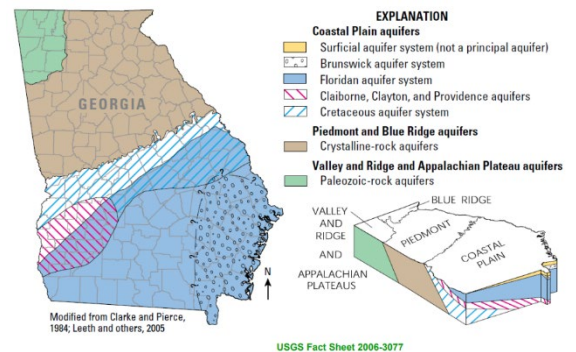 EXPLANATION
Coastal Plain aquifers
Surficial aquifer system (not a principal aquifer)
Brunswick aquifer system
Floridan aquifer system
Claiborne, Clayton, and Providence aquifers
Cretaceous aquifer system
Piedmont and Blue Ridge aquifers
Crystalline-rock aquifers
Valley and Ridge and Appalachian Plateau aquifers
Paleozoic-rock aquifers
GEORGIA
?
?
?
?
N
Modified from Clarke and Pierce,
1984; Leeth and others, 2005
BLUE RIDGE
VALLEY
AND
RIDGE
AND
APPALACHIAN
PLATEAUS
PIEDMONT
COASTAL
PLAIN
USGS Fact Sheet 2006-3077